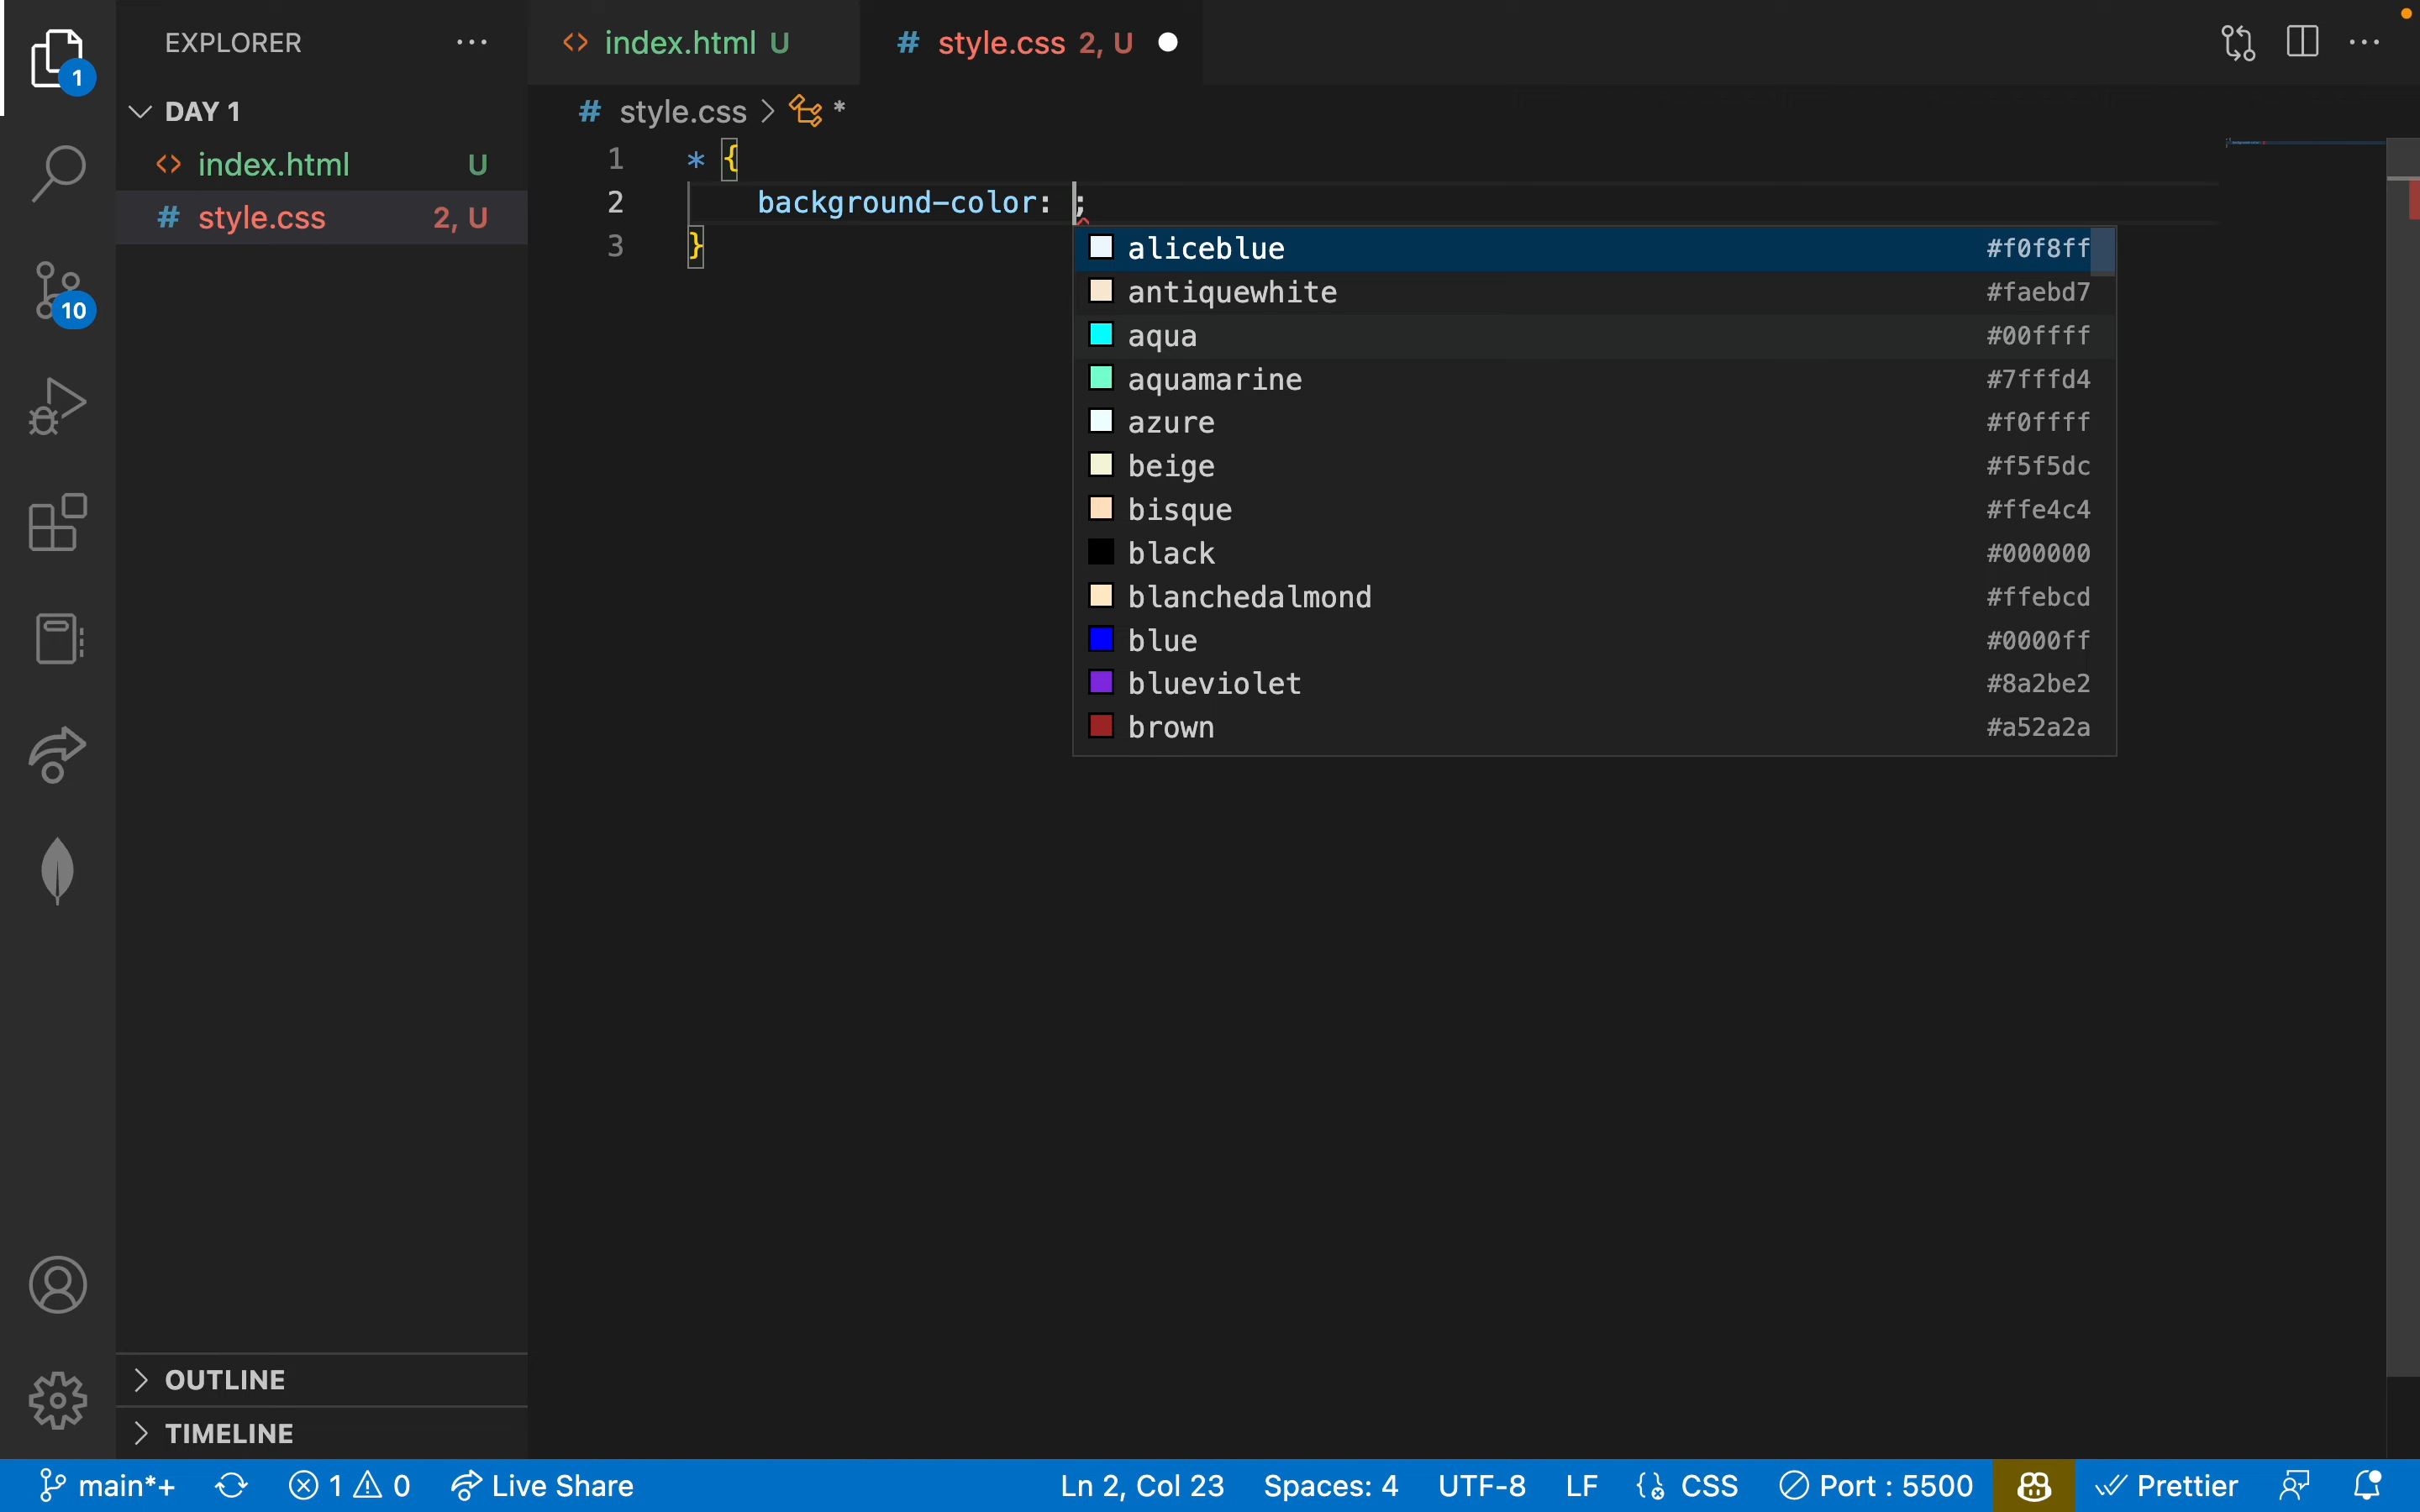 EXPLORER
DAY 1
index.html U
style.css 2, U
OUTLINE
TIMELINE
1
10
index.html U
style.css 2, U
style.css > *
1 * {
2 background-color: ;
3 }
aliceblue #f0f8ff
antiquewhite #faebd7
aqua #00ffff
aquamarine #7fffd4
azure #f0ffff
beige #f5f5dc
bisque #ffe4c4
black #000000
blanchedalmond #ffebcd
blue #0000ff
blueviolet #8a2be2
brown #a52a2a
main*+ 1 0 Live Share Ln 2, Col 23 Spaces: 4 UTF-8 LF CSS Port : 5500 Prettier